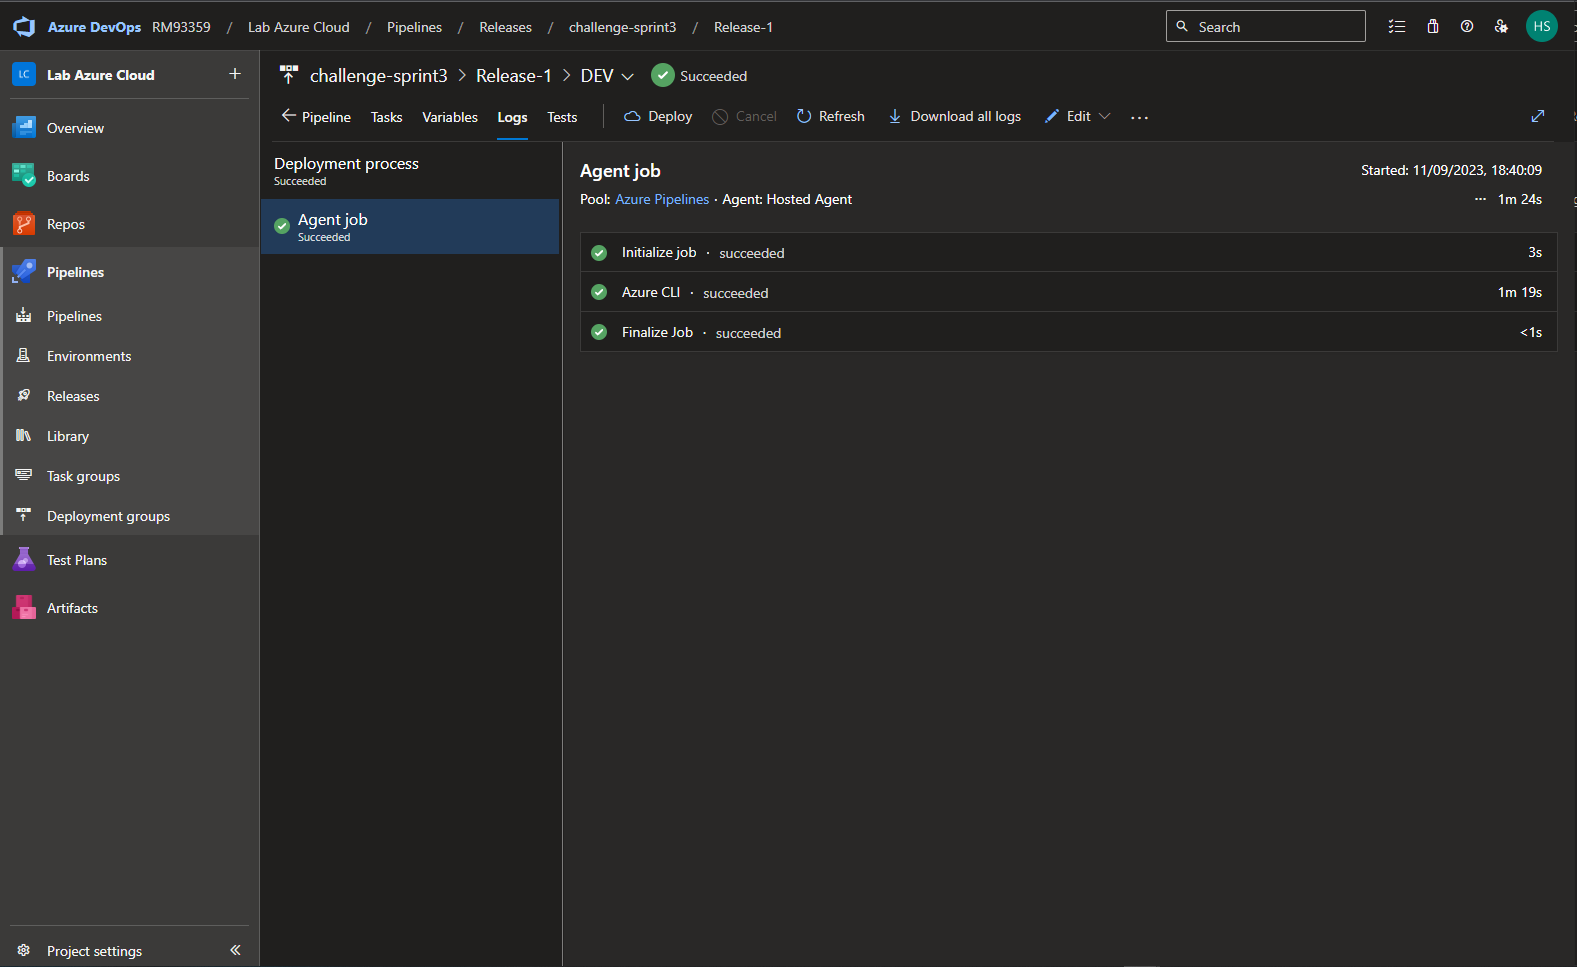 Azure DevOps RM93359 / Lab Azure Cloud / Pipelines / Releases / challenge-sprint3 / Release-1
Search
HS
LC Lab Azure Cloud +
Overview
Boards
Repos
Pipelines
Pipelines
Environments
Releases
Library
Task groups
Deployment groups
Test Plans
Artifacts
Project settings
challenge-sprint3 > Release-1 > DEV Succeeded
Pipeline Tasks Variables Logs Tests Deploy Cancel Refresh Download all logs Edit ...
Deployment process
Succeeded
Agent job
Succeeded
Agent job Started: 11/09/2023, 18:40:09
Pool: Azure Pipelines · Agent: Hosted Agent ... 1m 24s
Initialize job · succeeded 3s
Azure CLI · succeeded 1m 19s
Finalize Job · succeeded <1s